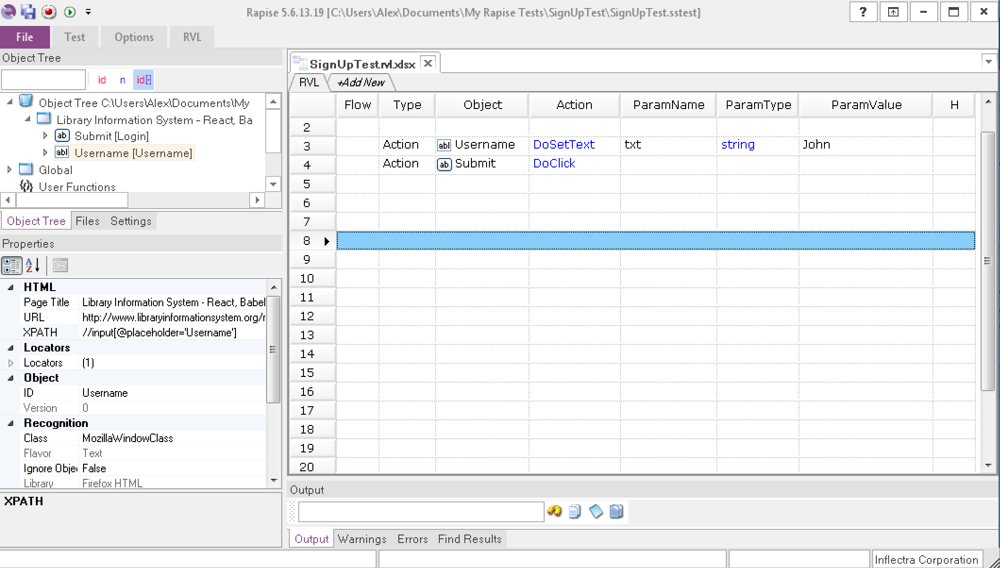 Rapise 5.6.13.19 [C:\Users\Alex\Documents\My Rapise Tests\SignUpTest\SignUpTest.sstest]
File Test Options RVL
Object Tree
id n id[·]
Object Tree C:\Users\Alex\Documents\My
Library Information System - React, Ba
Submit [Login]
Username [Username]
Global
User Functions
Object Tree Files Settings
Properties
HTML
Page Title Library Information System - React, Babel
URL http://www.libraryinformationsystem.org/r
XPATH //input[@placeholder='Username']
Locators
Locators (1)
Object
ID Username
Version 0
Recognition
Class MozillaWindowClass
Flavor Text
Ignore Objec False
Library Firefox HTML
XPATH
SignUpTest.rvl.xlsx
RVL +Add New
Flow Type Object Action ParamName ParamType ParamValue H
2
3 Action Username DoSetText txt string John
4 Action Submit DoClick
5
6
7
8
9
10
11
12
13
14
15
16
17
18
19
20
Output
Output Warnings Errors Find Results
Inflectra Corporation